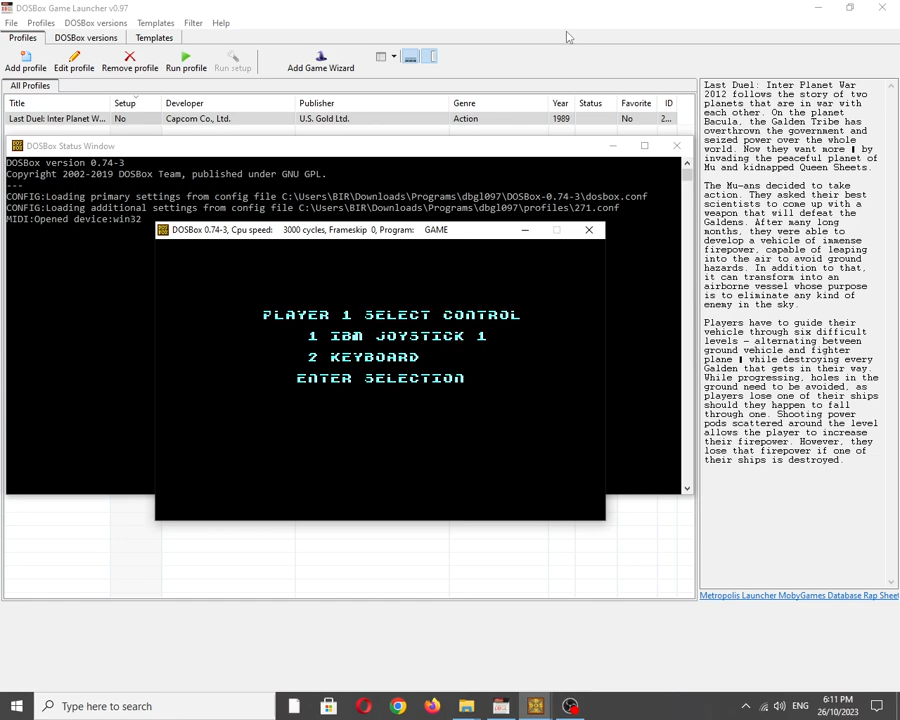 DOSBox Game Launcher v0.97
File Profiles DOSBox versions Templates Filter Help
Profiles DOSBox versions Templates
Add profile Edit profile Remove profile Run profile Run setup Add Game Wizard
All Profiles
Title Setup Developer Publisher Genre Year Status Favorite ID
Last Duel: Inter Planet W... No Capcom Co., Ltd. U.S. Gold Ltd. Action 1989 No 2...
DOSBox Status Window
DOSBox version 0.74-3
Copyright 2002-2019 DOSBox Team, published under GNU GPL.
---
CONFIG:Loading primary settings from config file C:\Users\BIR\Downloads\Programs\dbgl097\DOSBox-0.74-3\dosbox.conf
CONFIG:Loading additional settings from config file C:\Users\BIR\Downloads\Programs\dbgl097\profiles\271.conf
MIDI:Opened device:win32
DOSBox 0.74-3, Cpu speed: 3000 cycles, Frameskip 0, Program: GAME
PLAYER 1 SELECT CONTROL
1 IBM JOYSTICK 1
2 KEYBOARD
ENTER SELECTION
Last Duel: Inter Planet War
2012 follows the story of two
planets that are in war with
each other. On the planet
Bacula, the Galden Tribe has
overthrown the government and
seized power over the whole
world. Now they want more ▮ by
invading the peaceful planet of
Mu and kidnapped Queen Sheets.
The Mu-ans decided to take
action. They asked their best
scientists to come up with a
weapon that will defeat the
Galdens. After many long
months, they were able to
develop a vehicle of immense
firepower, capable of leaping
into the air to avoid ground
hazards. In addition to that,
it can transform into an
airborne vessel whose purpose
is to eliminate any kind of
enemy in the sky.
Players have to guide their
vehicle through six difficult
levels – alternating between
ground vehicle and fighter
plane ▮ while destroying every
Galden that gets in their way.
While progressing, holes in the
ground need to be avoided, as
players lose one of their ships
should they happen to fall
through one. Shooting power
pods scattered around the level
allows the player to increase
their firepower. However, they
lose that firepower if one of
their ships is destroyed.
Metropolis Launcher MobyGames Database Rap Sheet
Type here to search
6:11 PM
26/10/2023